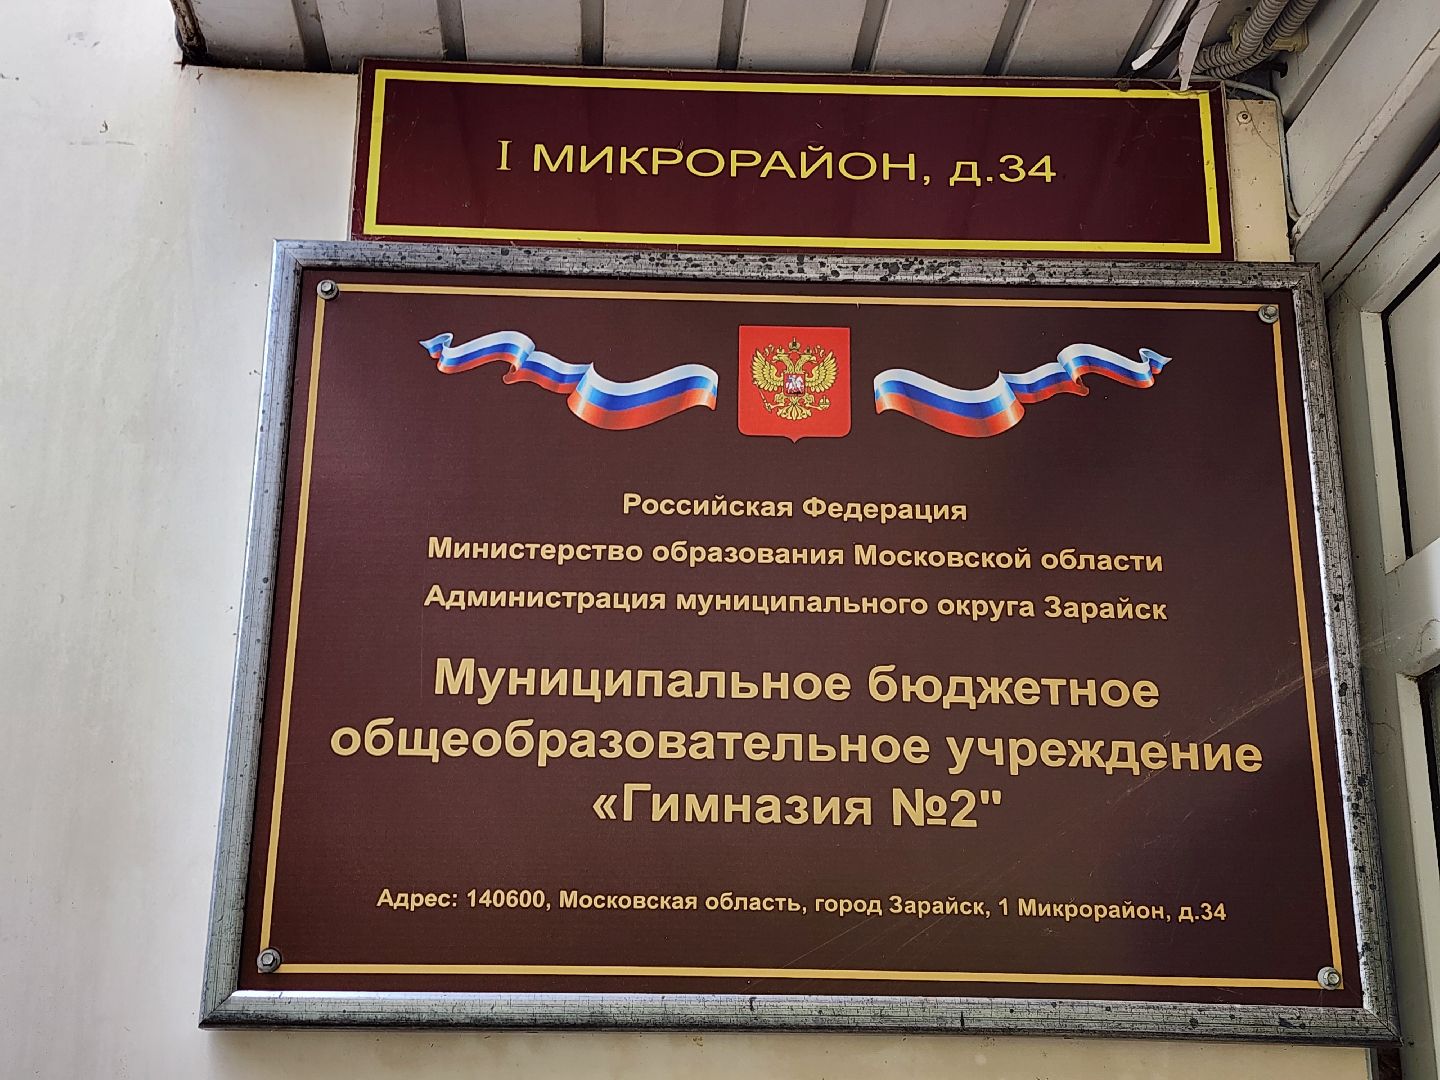 I МИКРОРАЙОН, д.34
Российская Федерация
Министерство образования Московской области
Администрация муниципального округа Зарайск
Муниципальное бюджетное
общеобразовательное учреждение
«Гимназия №2"
Адрес: 140600, Московская область, город Зарайск, 1 Микрорайон, д.34